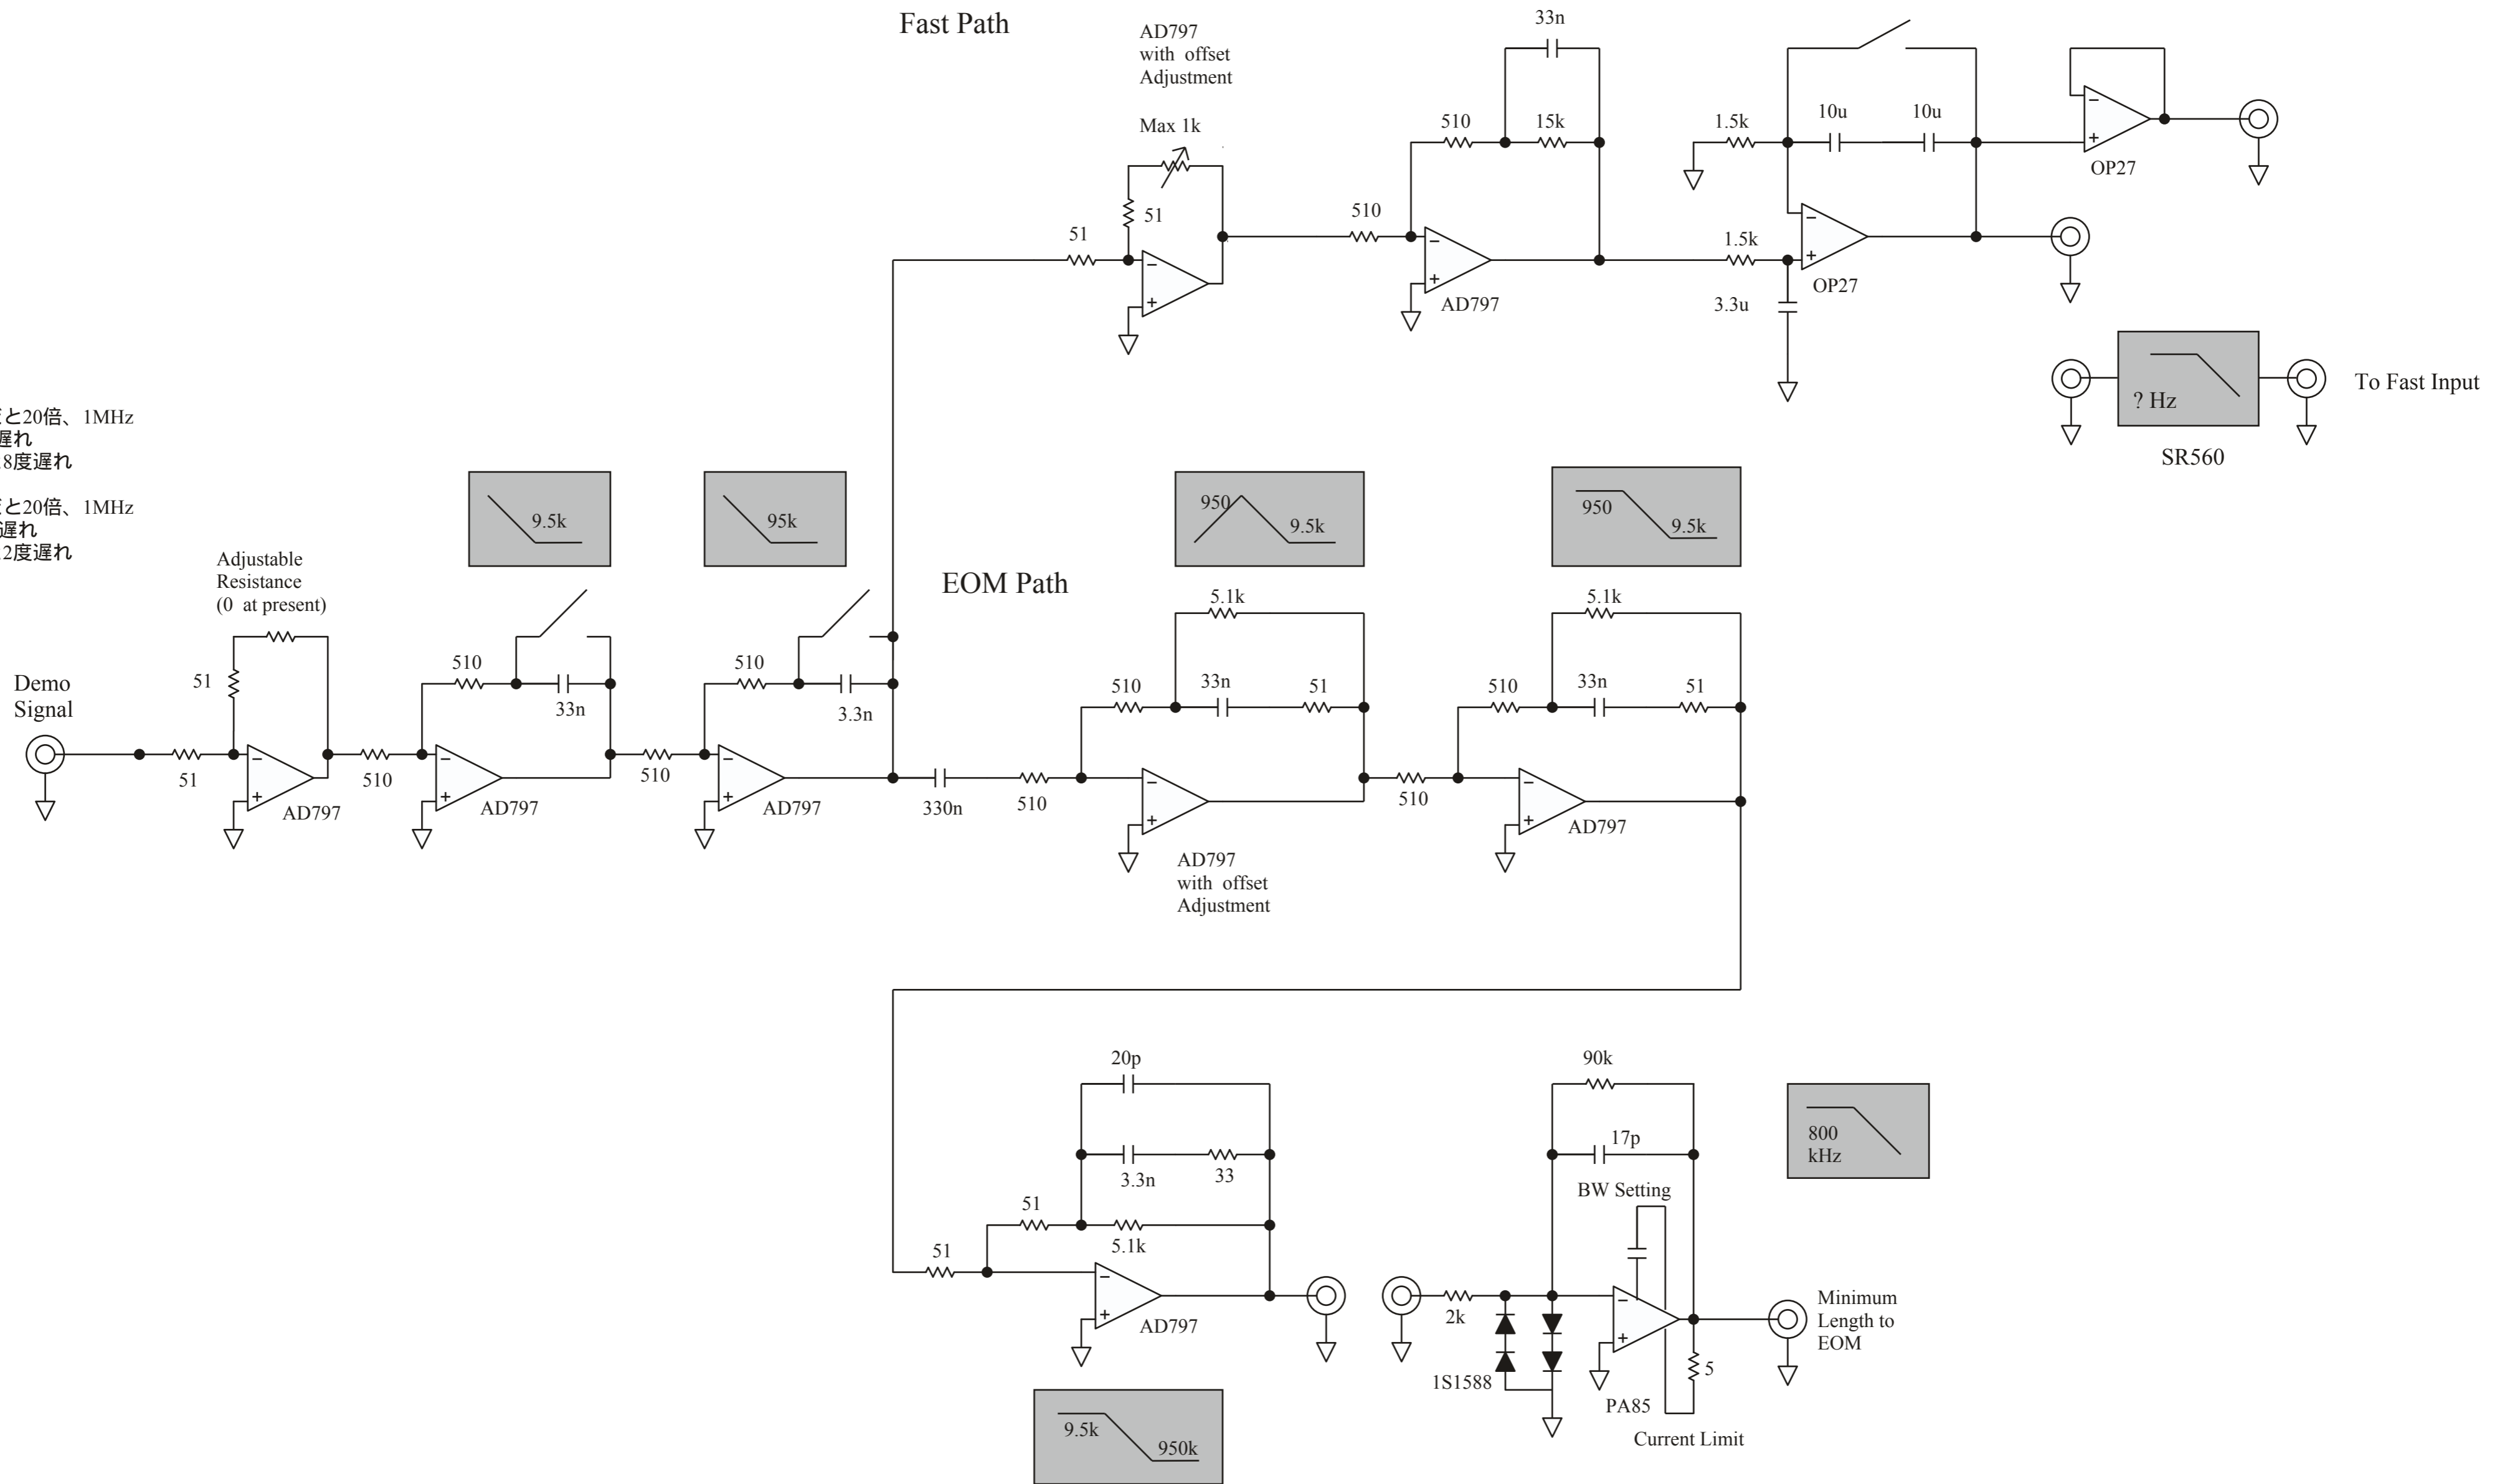 Fast Path
AD797
with offset
Adjustment
Max 1k
51
51
510
510
15k
33n
AD797
1.5k
10u
10u
1.5k
3.3u
OP27
OP27
? Hz
SR560
To Fast Input
と20倍、1MHz
遅れ
8度遅れ
と20倍、1MHz
遅れ
2度遅れ
9.5k
95k
950
9.5k
950
9.5k
EOM Path
Adjustable
Resistance
(0 at present)
Demo
Signal
51
51
AD797
510
510
33n
AD797
510
510
3.3n
AD797
330n
510
510
5.1k
33n
51
AD797
with offset
Adjustment
510
510
5.1k
33n
51
AD797
20p
3.3n
33
51
5.1k
51
AD797
9.5k
950k
90k
17p
BW Setting
2k
1S1588
PA85
5
Current Limit
800
kHz
Minimum
Length to
EOM